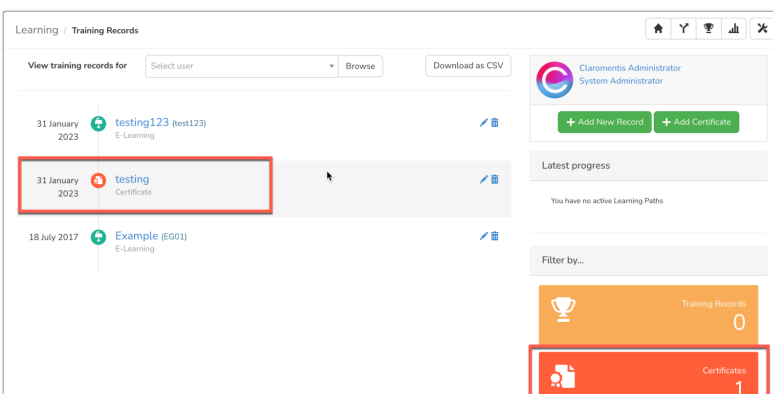 Learning / Training Records
View training records for
Select user
Browse
Download as CSV
31 January 2023
testing123 (test123)
E-Learning
31 January 2023
testing
Certificate
18 July 2017
Example (EG01)
E-Learning
Claromentis Administrator
System Administrator
+ Add New Record
+ Add Certificate
Latest progress
You have no active Learning Paths
Filter by...
Training Records
0
Certificates
1